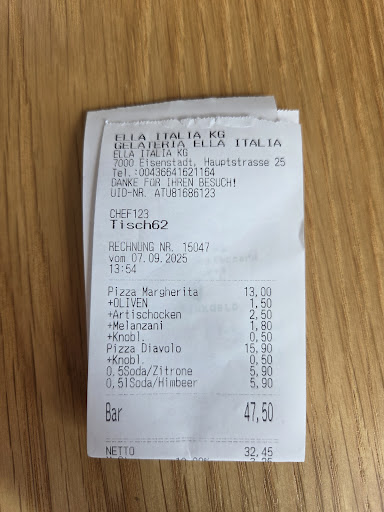 ELLA ITALIA KG
GELATERIA ELLA ITALIA
ELLA ITALIA KG
7000 Eisenstadt, Hauptstrasse 25
Tel.:00436641621164
DANKE FÜR IHREN BESUCH!
UID-NR. ATU81686123
CHEF123
Tisch62
RECHNUNG NR. 15047
vom 07.09.2025
13:54
Pizza Margherita 13,00
+OLIVEN 1,50
+Artischocken 2,50
+Melanzani 1,80
+Knobl. 0,50
Pizza Diavolo 15,90
+Knobl. 0,50
0,5Soda/Zitrone 5,90
0,5lSoda/Himbeer 5,90
Bar 47,50
NETTO 32,45